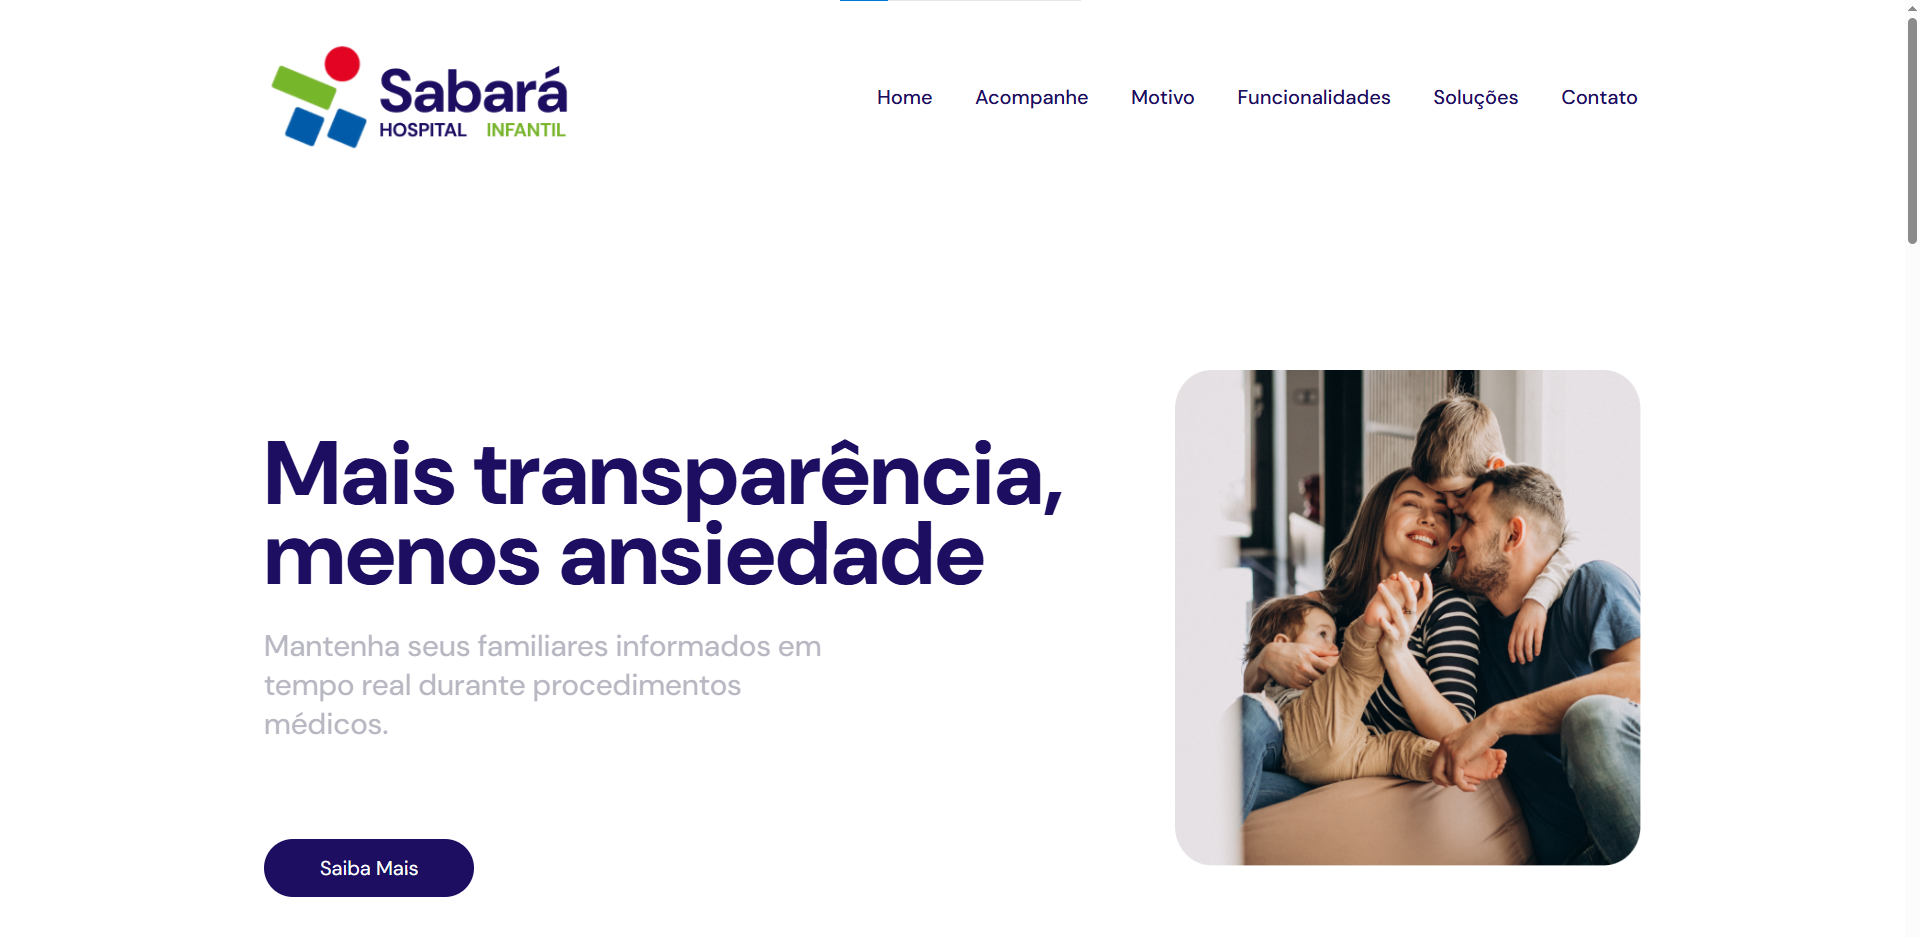 Sabará
HOSPITAL INFANTIL
Home Acompanhe Motivo Funcionalidades Soluções Contato
Mais transparência,
menos ansiedade
Mantenha seus familiares informados em
tempo real durante procedimentos
médicos.
Saiba Mais